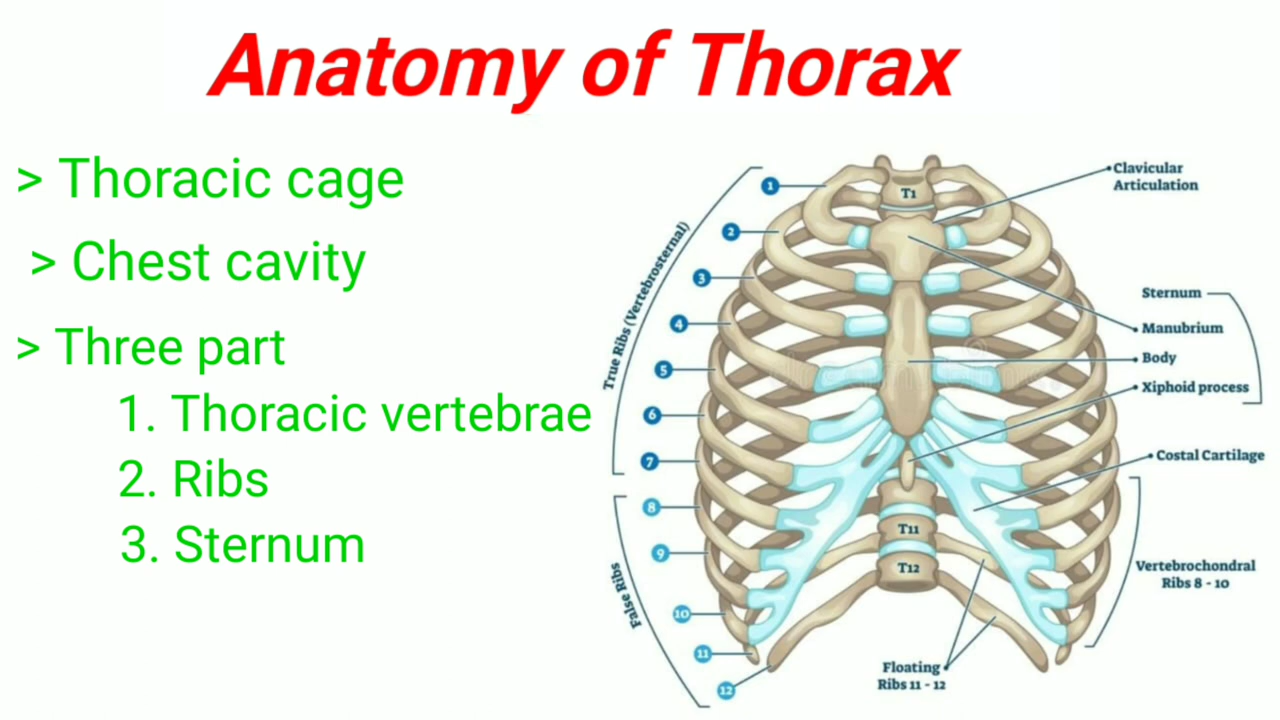 Anatomy of Thorax
> Thoracic cage
> Chest cavity
> Three part
1. Thoracic vertebrae
2. Ribs
3. Sternum
True Ribs (Vertebrosternal)
False Ribs
1
2
3
4
5
6
7
8
9
10
11
12
T1
T11
T12
Clavicular
Articulation
Sternum
Manubrium
Body
Xiphoid process
Costal Cartilage
Vertebrochondral
Ribs 8 - 10
Floating
Ribs 11 - 12